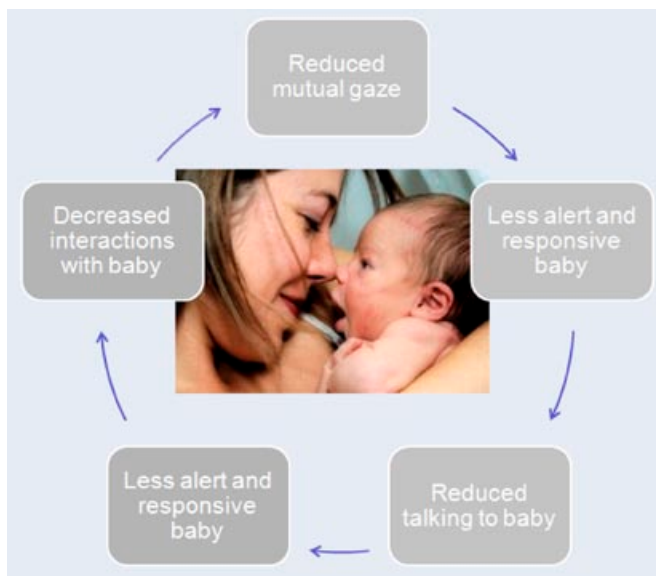 Reduced
mutual gaze
Less alert and
responsive
baby
Reduced
talking to baby
Less alert and
responsive
baby
Decreased
interactions
with baby